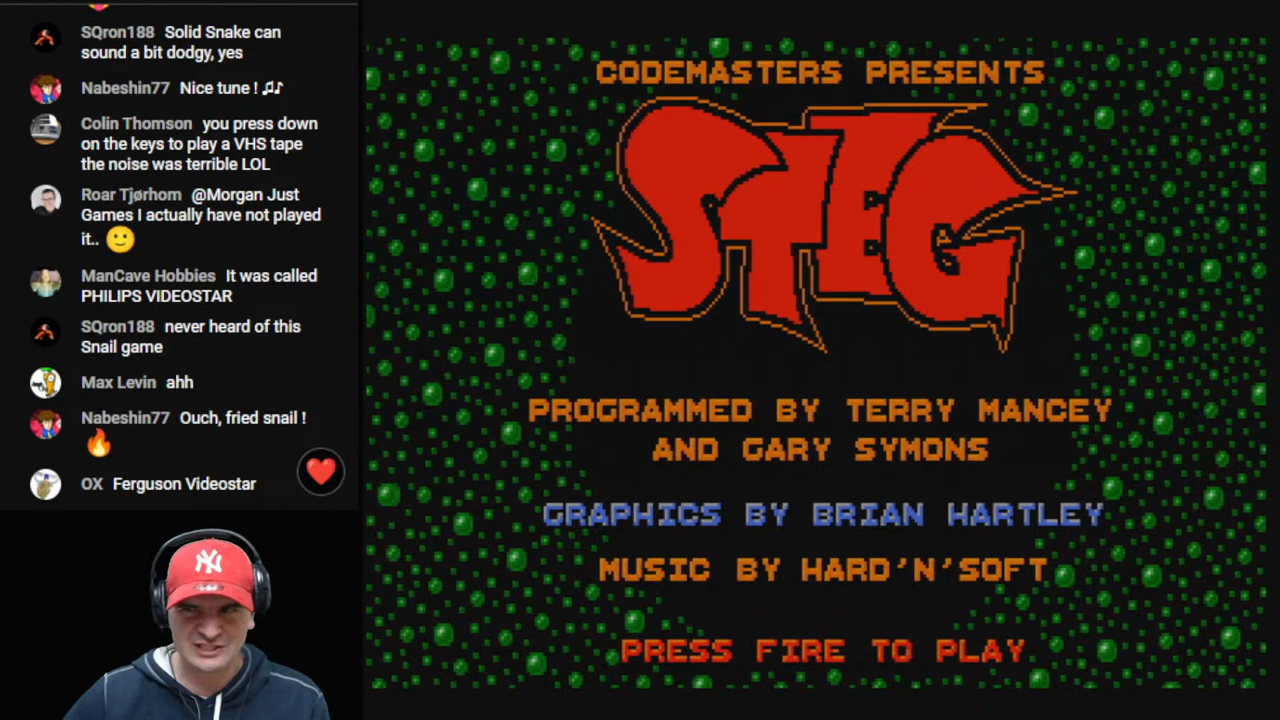 SQron188 Solid Snake can
sound a bit dodgy, yes
Nabeshin77 Nice tune ! 🎵
Colin Thomson you press down
on the keys to play a VHS tape
the noise was terrible LOL
Roar Tjørhom @Morgan Just
Games I actually have not played
it..
ManCave Hobbies It was called
PHILIPS VIDEOSTAR
SQron188 never heard of this
Snail game
Max Levin ahh
Nabeshin77 Ouch, fried snail !
OX Ferguson Videostar
NY
CODEMASTERS PRESENTS
STEG
PROGRAMMED BY TERRY MANCEY
AND GARY SYMONS
GRAPHICS BY BRIAN HARTLEY
MUSIC BY HARD'N'SOFT
PRESS FIRE TO PLAY